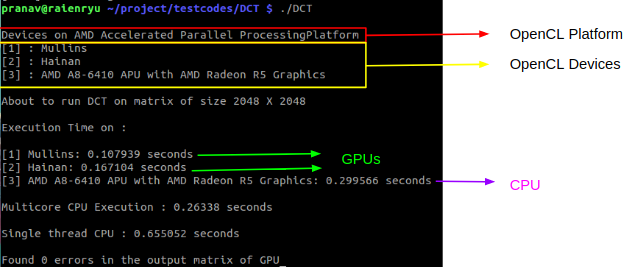 pranav@ratenryu ~/project/testcodes/DCT $ ./DCT
Devices on AMD Accelerated Parallel ProcessingPlatform
OpenCL Platform
[1] : Mullins
[2] : Hainan
OpenCL Devices
[3] : AMD A8-6410 APU with AMD Radeon R5 Graphics
About to run DCT on matrix of size 2048 X 2048
Execution Time on :
[1] Mullins: 0.107939 seconds
GPUs
[2] Hainan: 0.167104 seconds
[3] AMD A8-6410 APU with AMD Radeon R5 Graphics: 0.299566 seconds
CPU
Multicore CPU Execution : 0.26338 seconds
Single thread CPU : 0.655052 seconds
Found 0 errors in the output matrix of GPU